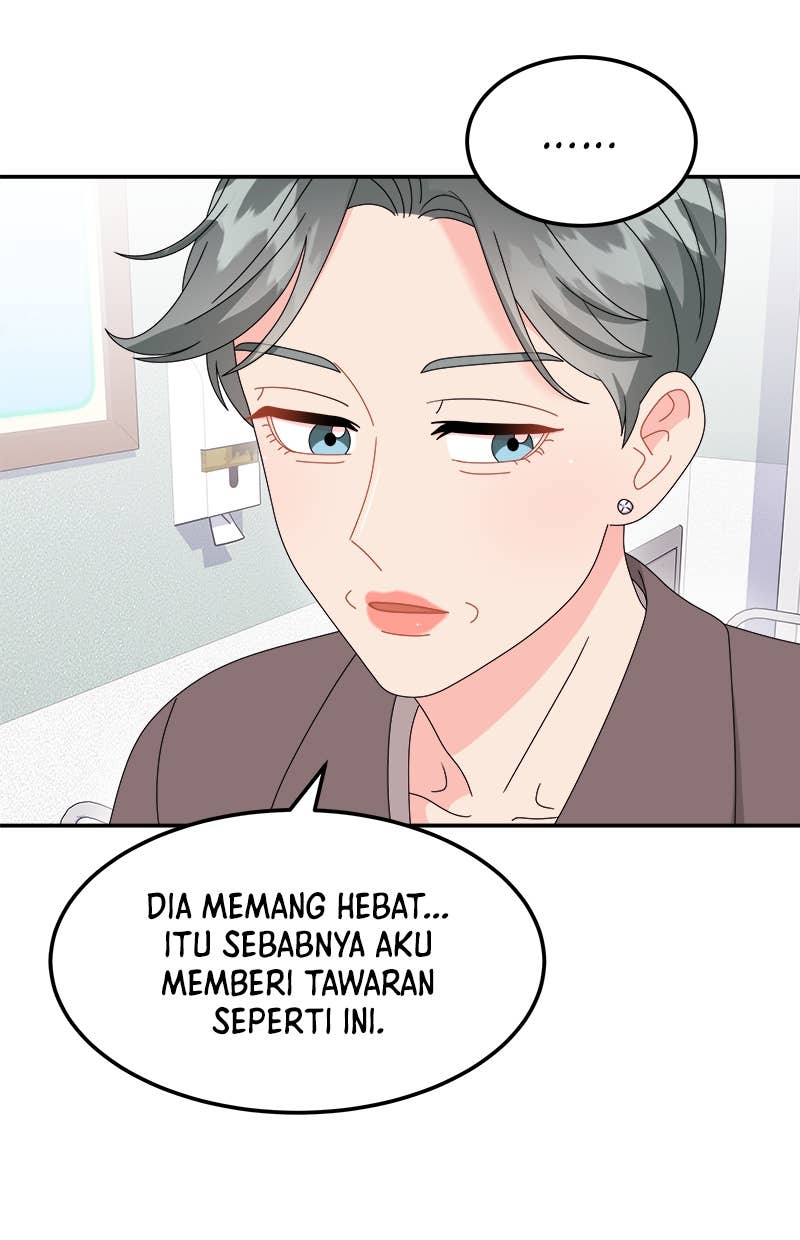 ......
DIA MEMANG HEBAT...
ITU SEBABNYA AKU
MEMBERI TAWARAN
SEPERTI INI.